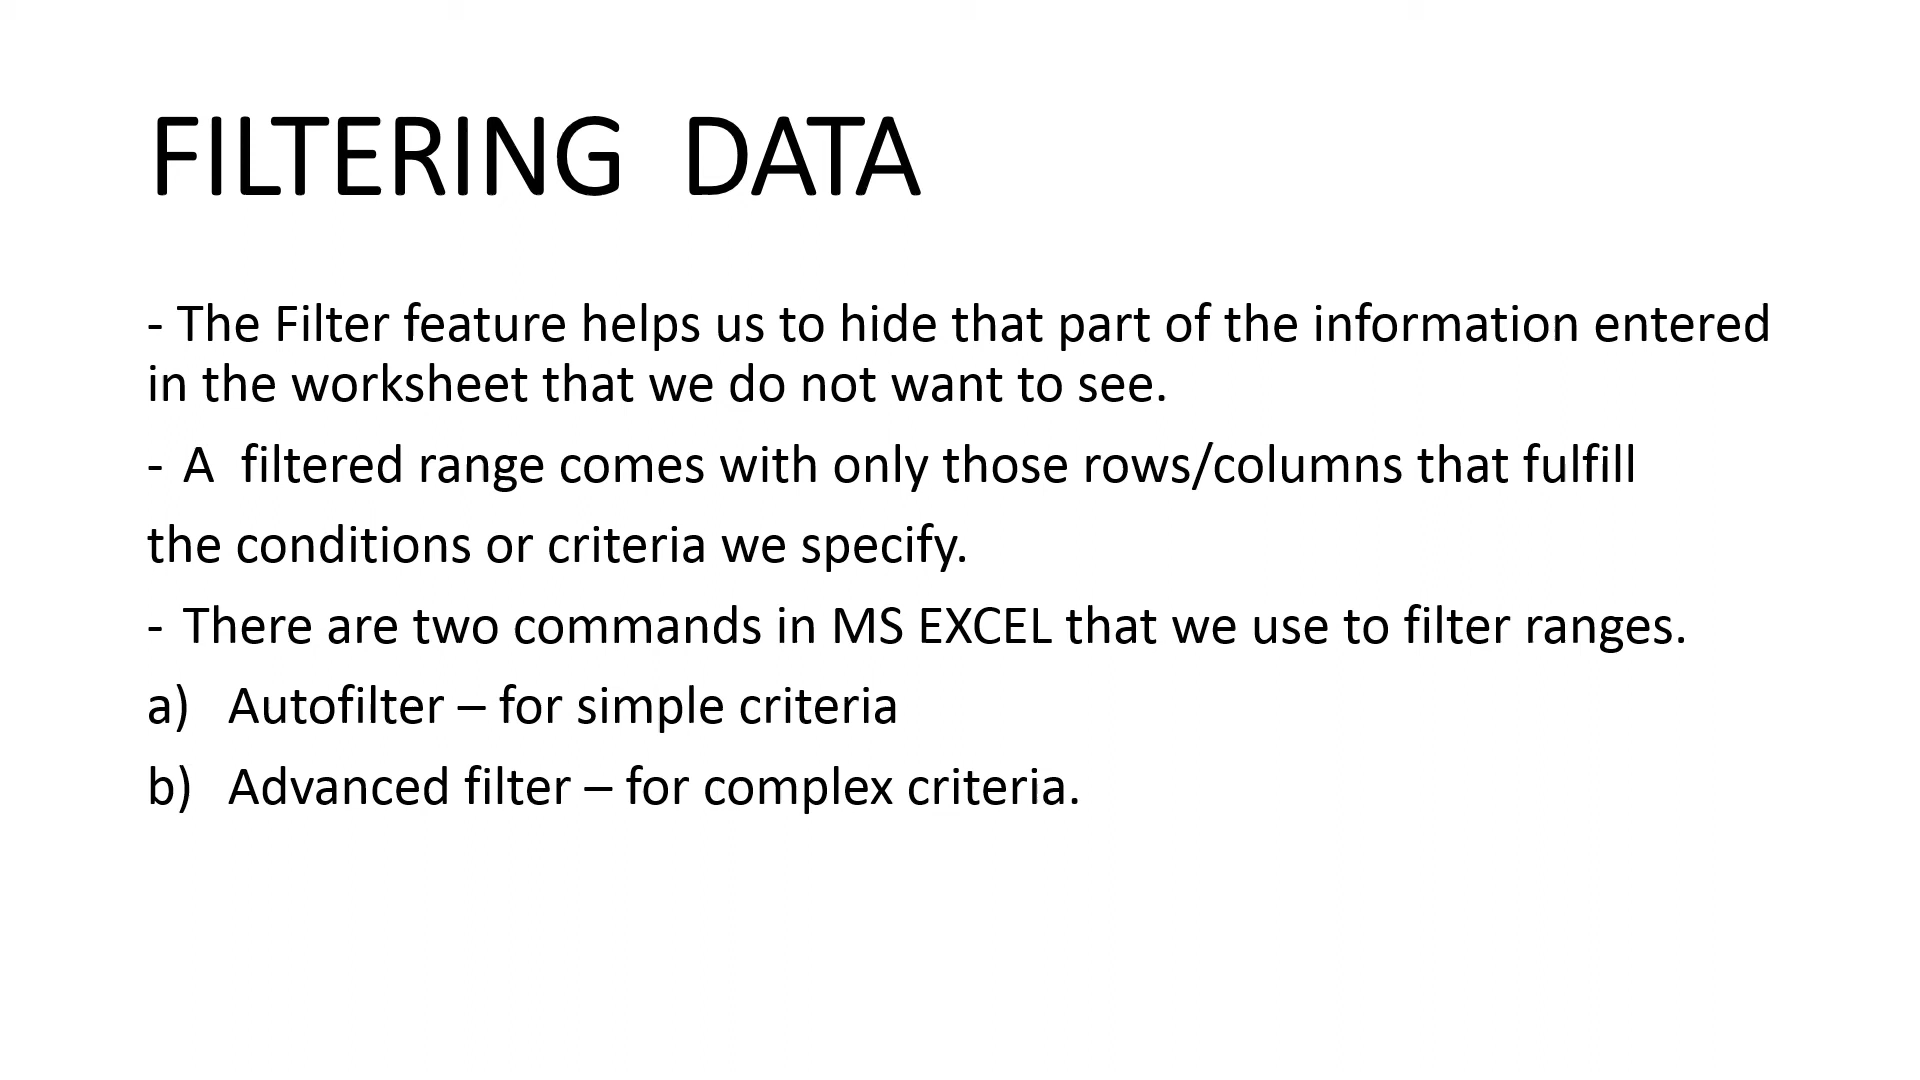 FILTERING  DATA
- The Filter feature helps us to hide that part of the information entered
in the worksheet that we do not want to see.
- A  filtered range comes with only those rows/columns that fulfill
the conditions or criteria we specify.
- There are two commands in MS EXCEL that we use to filter ranges.
a) Autofilter – for simple criteria
b) Advanced filter – for complex criteria.